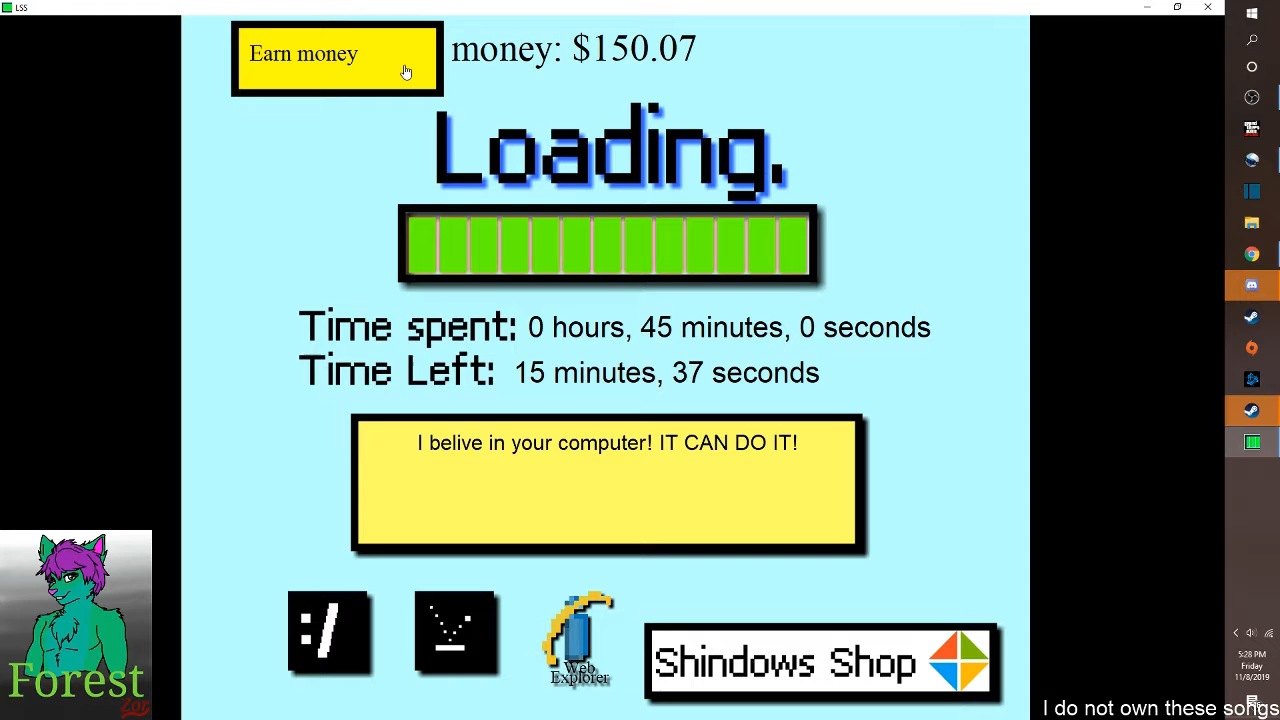 LSS
Earn money
money: $150.07
Loading.
Time spent: 0 hours, 45 minutes, 0 seconds
Time Left: 15 minutes, 37 seconds
I belive in your computer! IT CAN DO IT!
:/
Web
Explorer
Shindows Shop
Forest
Zor
5:28 PM
Friday
11/8/2019
I do not own these songs